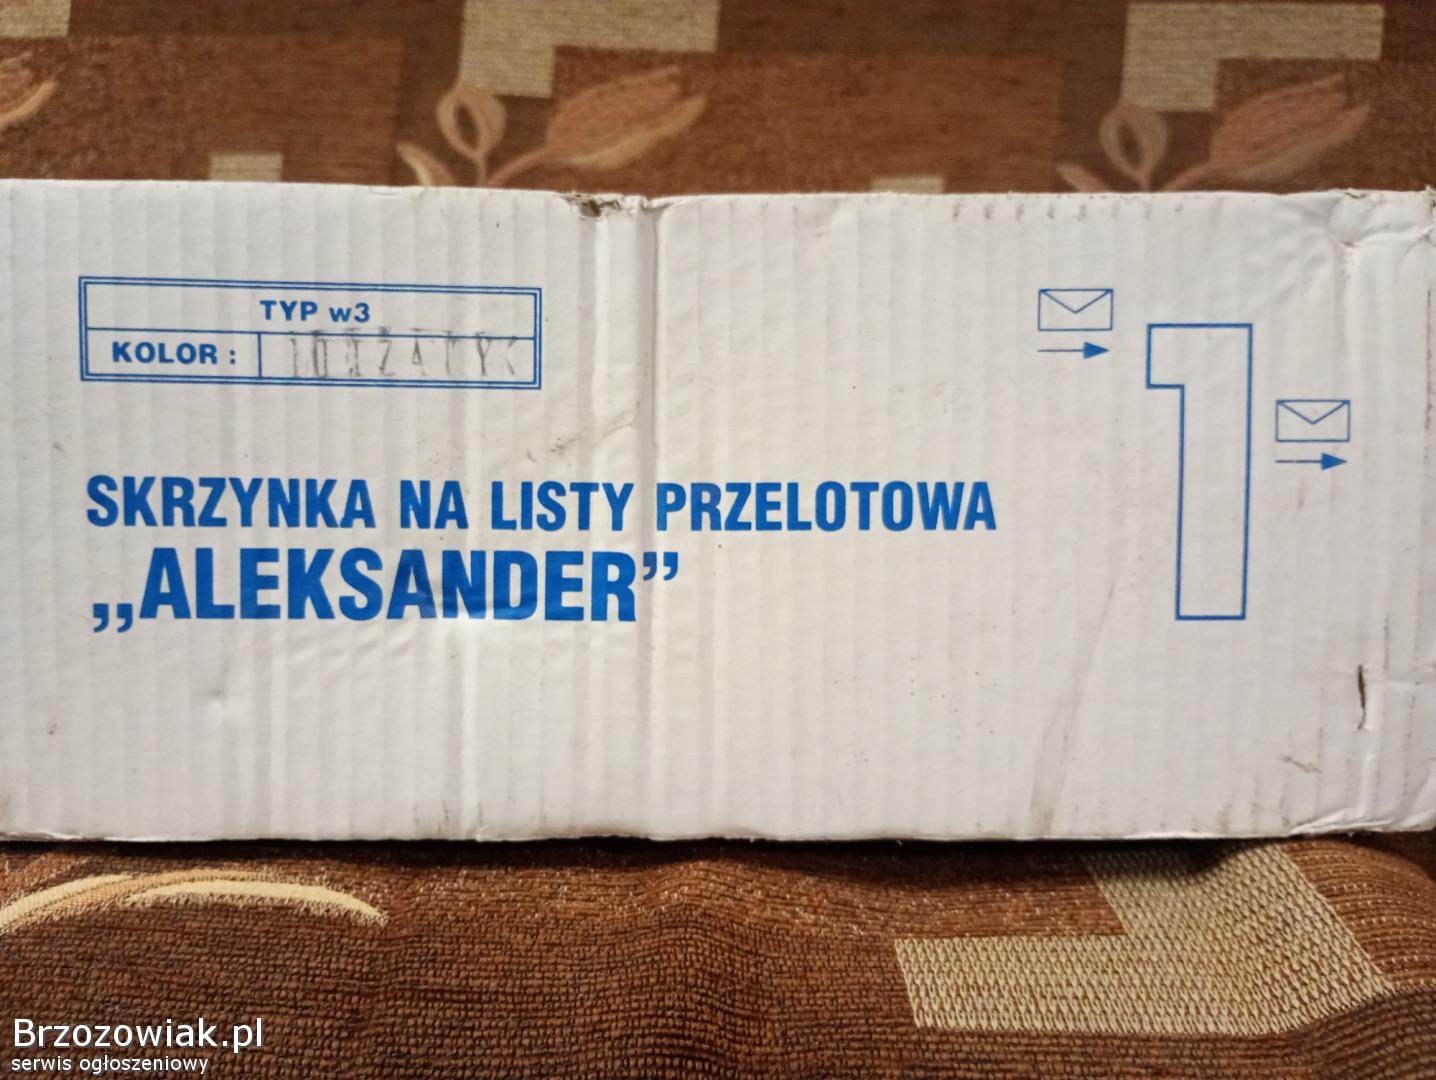 TYP w3
KOLOR :
SKRZYNKA NA LISTY PRZELOTOWA
„ALEKSANDER”
1
Brzozowiak.pl
serwis ogłoszeniowy